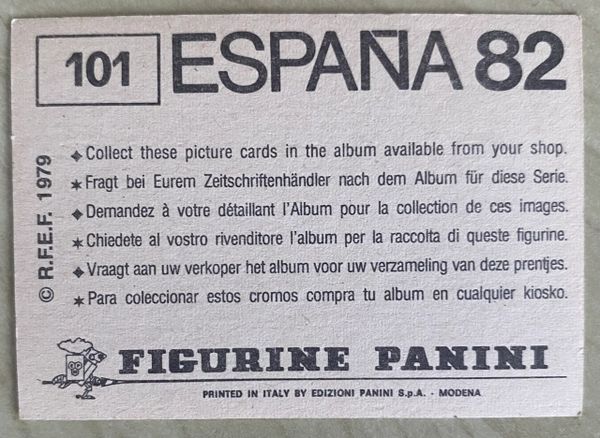 101 ESPAÑA 82
Collect these picture cards in the album available from your shop.
Fragt bei Eurem Zeitschriftenhändler nach dem Album für diese Serie.
Demandez à votre détaillant l'Album pour la collection de ces images.
Chiedete al vostro rivenditore l'album per la raccolta di queste figurine.
Vraagt aan uw verkoper het album voor uw verzameling van deze prentjes.
Para coleccionar estos cromos compra tu album en cualquier kiosko.
© R.F.E.F. 1979
FIGURINE PANINI
PRINTED IN ITALY BY EDIZIONI PANINI S.p.A. - MODENA